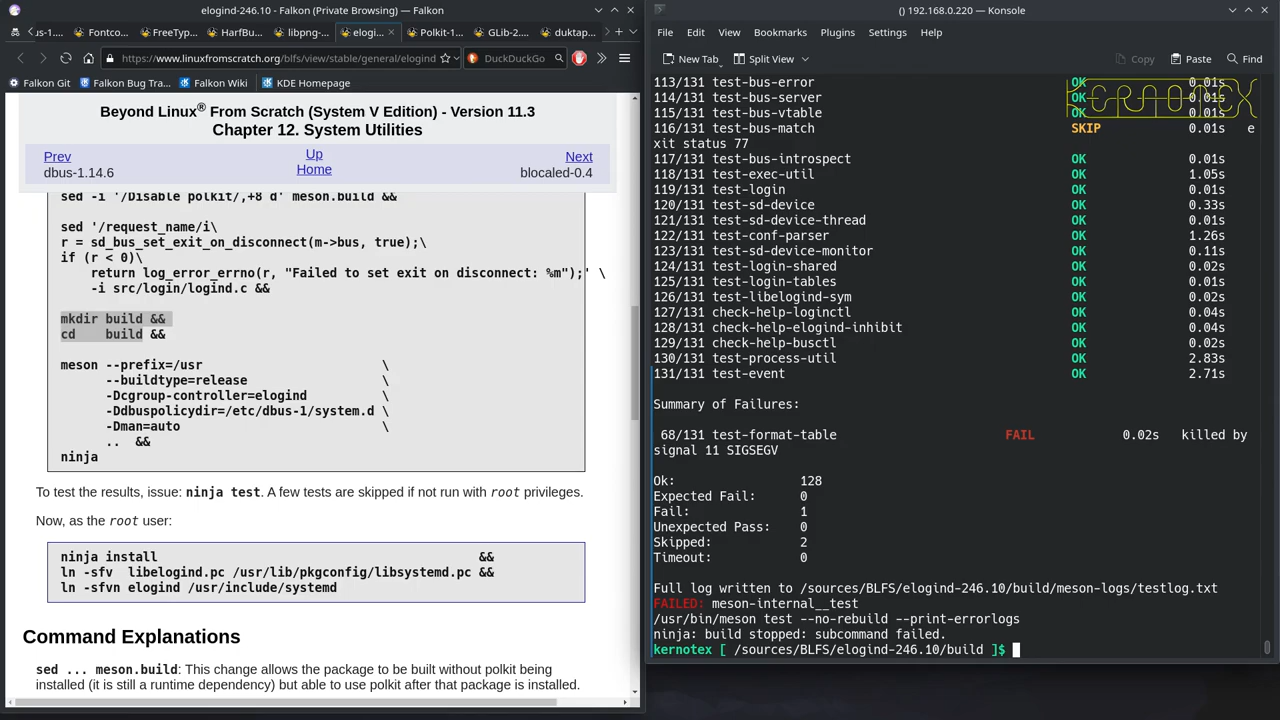 elogind-246.10 - Falkon (Private Browsing) — Falkon
us-1....
Fontco...
FreeTyp...
HarfBu...
libpng-...
elogi...
Polkit-1...
GLib-2....
duktap...
https://www.linuxfromscratch.org/blfs/view/stable/general/elogind
DuckDuckGo
Falkon Git
Falkon Bug Tra...
Falkon Wiki
KDE Homepage
Beyond Linux® From Scratch (System V Edition) - Version 11.3
Chapter 12. System Utilities
Prev
Up
Next
dbus-1.14.6
Home
blocaled-0.4
sed -i '/Disable polkit/,+8 d' meson.build &&
sed '/request_name/i\
r = sd_bus_set_exit_on_disconnect(m->bus, true);\
if (r < 0)\
return log_error_errno(r, "Failed to set exit on disconnect: %m");' \
-i src/login/logind.c &&
mkdir build &&
cd    build &&
meson --prefix=/usr \
--buildtype=release \
-Dcgroup-controller=elogind \
-Ddbuspolicydir=/etc/dbus-1/system.d \
-Dman=auto \
.. &&
ninja
To test the results, issue: ninja test. A few tests are skipped if not run with root privileges.
Now, as the root user:
ninja install &&
ln -sfv  libelogind.pc /usr/lib/pkgconfig/libsystemd.pc &&
ln -sfvn elogind /usr/include/systemd
Command Explanations
sed ... meson.build: This change allows the package to be built without polkit being
installed (it is still a runtime dependency) but able to use polkit after that package is installed.
() 192.168.0.220 — Konsole
File Edit View Bookmarks Plugins Settings Help
New Tab Split View Copy Paste Find
KERNOTEX
113/131 test-bus-error OK 0.01s
114/131 test-bus-server OK 0.01s
115/131 test-bus-vtable OK 0.01s
116/131 test-bus-match SKIP 0.01s e
xit status 77
117/131 test-bus-introspect OK 0.01s
118/131 test-exec-util OK 1.05s
119/131 test-login OK 0.01s
120/131 test-sd-device OK 0.33s
121/131 test-sd-device-thread OK 0.01s
122/131 test-conf-parser OK 1.26s
123/131 test-sd-device-monitor OK 0.11s
124/131 test-login-shared OK 0.02s
125/131 test-login-tables OK 0.01s
126/131 test-libelogind-sym OK 0.02s
127/131 check-help-loginctl OK 0.04s
128/131 check-help-elogind-inhibit OK 0.04s
129/131 check-help-busctl OK 0.02s
130/131 test-process-util OK 2.83s
131/131 test-event OK 2.71s
Summary of Failures:
68/131 test-format-table FAIL 0.02s killed by
signal 11 SIGSEGV
Ok: 128
Expected Fail: 0
Fail: 1
Unexpected Pass: 0
Skipped: 2
Timeout: 0
Full log written to /sources/BLFS/elogind-246.10/build/meson-logs/testlog.txt
FAILED: meson-internal__test
/usr/bin/meson test --no-rebuild --print-errorlogs
ninja: build stopped: subcommand failed.
kernotex [ /sources/BLFS/elogind-246.10/build ]$